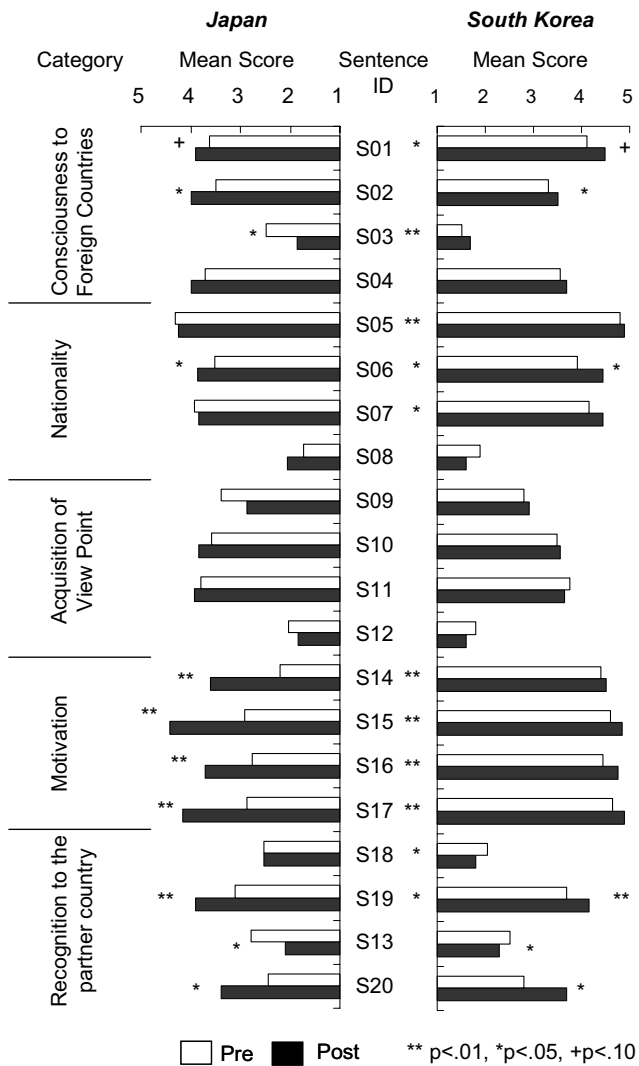 Japan South Korea
Category Mean Score Sentence ID Mean Score
5 4 3 2 1 1 2 3 4 5
Consciousness to Foreign Countries
+ S01 * +
* S02 *
* S03 **
S04
Nationality
S05 **
* S06 * *
S07 *
S08
Acquisition of View Point
S09
S10
S11
S12
Motivation
** S14 **
** S15 **
** S16 **
** S17 **
Recognition to the partner country
S18 *
** S19 * **
* S13 *
* S20 *
Pre Post ** p<.01, *p<.05, +p<.10